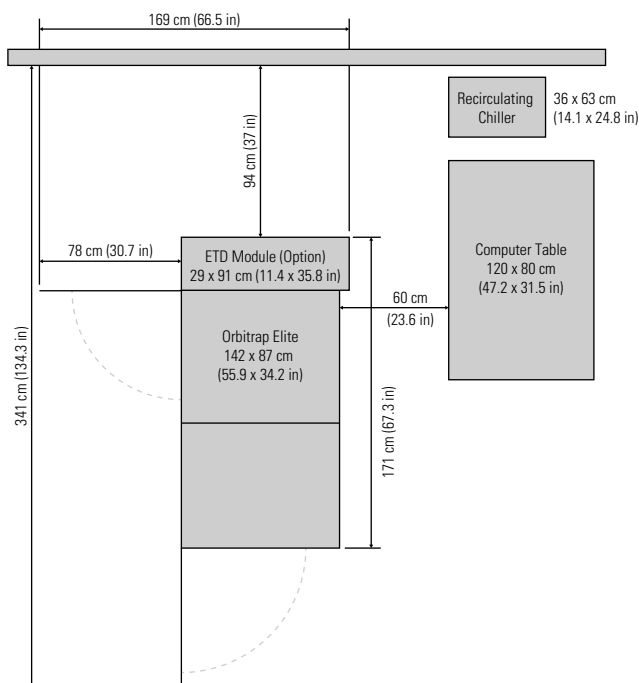 169 cm (66.5 in)
Recirculating
Chiller
36 x 63 cm
(14.1 x 24.8 in)
94 cm (37 in)
78 cm (30.7 in)
ETD Module (Option)
29 x 91 cm (11.4 x 35.8 in)
Computer Table
120 x 80 cm
(47.2 x 31.5 in)
60 cm
(23.6 in)
Orbitrap Elite
142 x 87 cm
(55.9 x 34.2 in)
341 cm (134.3 in)
171 cm (67.3 in)